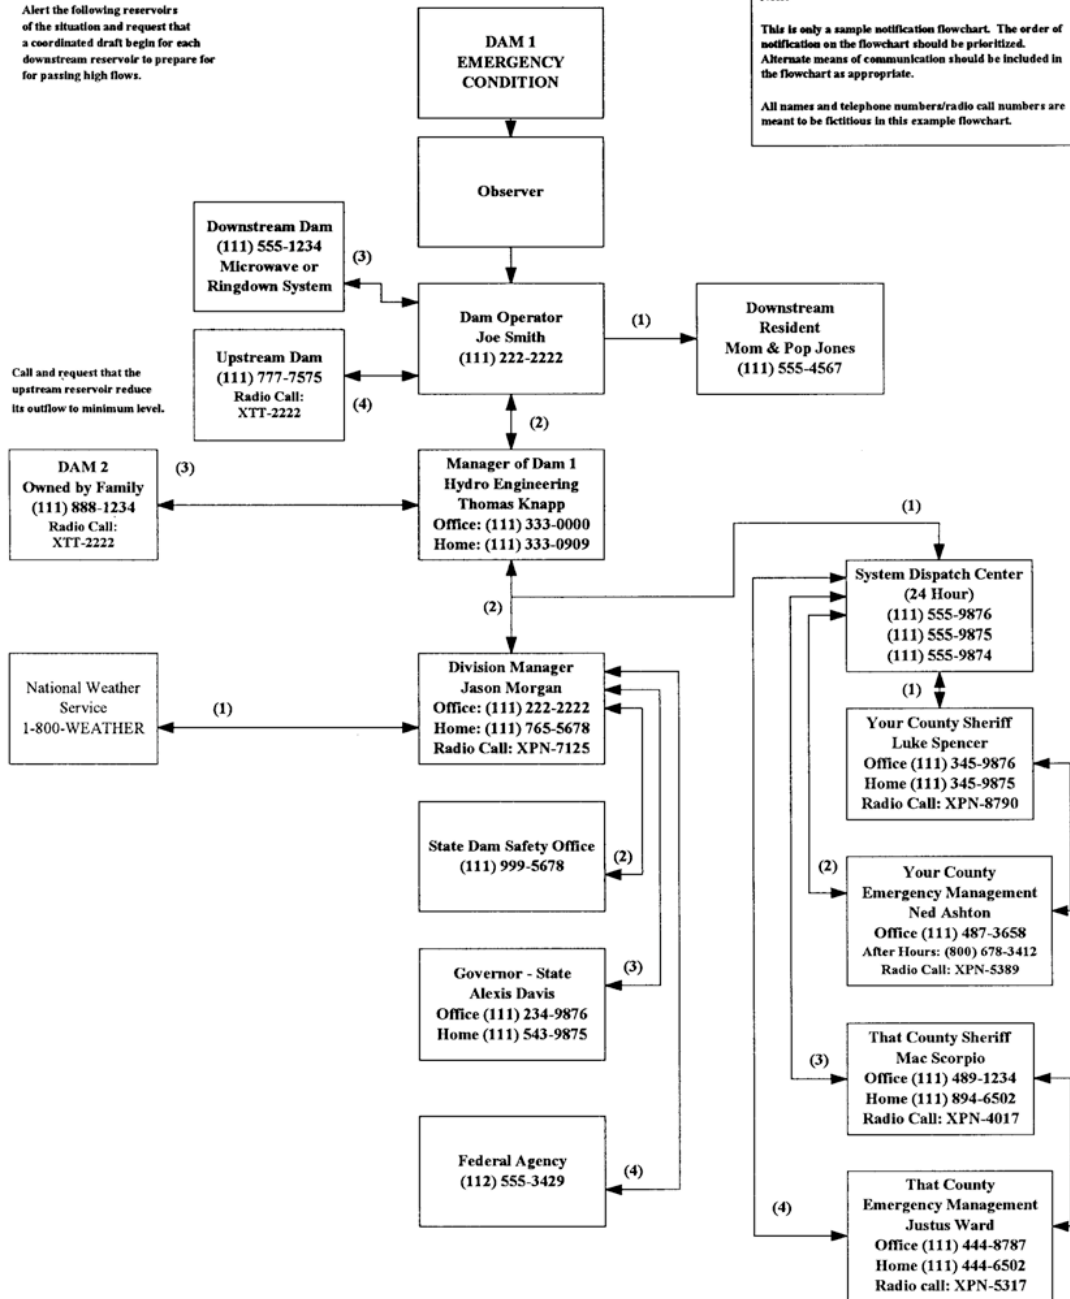 Alert the following reservoirs
of the situation and request that
a coordinated draft begin for each
downstream reservoir to prepare for
for passing high flows.
DAM 1
EMERGENCY
CONDITION
This is only a sample notification flowchart. The order of
notification on the flowchart should be prioritized.
Alternate means of communication should be included in
the flowchart as appropriate.
All names and telephone numbers/radio call numbers are
meant to be fictitious in this example flowchart.
Observer
Downstream Dam
(111) 555-1234
Microwave or
Ringdown System
(3)
Dam Operator
Joe Smith
(111) 222-2222
(1)
Downstream
Resident
Mom & Pop Jones
(111) 555-4567
Call and request that the
upstream reservoir reduce
its outflow to minimum level.
Upstream Dam
(111) 777-7575
Radio Call:
XTT-2222
(4)
(2)
DAM 2
Owned by Family
(111) 888-1234
Radio Call:
XTT-2222
(3)
Manager of Dam 1
Hydro Engineering
Thomas Knapp
Office: (111) 333-0000
Home: (111) 333-0909
(1)
(2)
System Dispatch Center
(24 Hour)
(111) 555-9876
(111) 555-9875
(111) 555-9874
(1)
National Weather
Service
1-800-WEATHER
(1)
Division Manager
Jason Morgan
Office: (111) 222-2222
Home: (111) 765-5678
Radio Call: XPN-7125
Your County Sheriff
Luke Spencer
Office (111) 345-9876
Home (111) 345-9875
Radio Call: XPN-8790
State Dam Safety Office
(111) 999-5678
(2)
(2)
Your County
Emergency Management
Ned Ashton
Office (111) 487-3658
After Hours: (800) 678-3412
Radio Call: XPN-5389
Governor - State
Alexis Davis
Office (111) 234-9876
Home (111) 543-9875
(3)
(3)
That County Sheriff
Mac Scorpio
Office (111) 489-1234
Home (111) 894-6502
Radio Call: XPN-4017
Federal Agency
(112) 555-3429
(4)
(4)
That County
Emergency Management
Justus Ward
Office (111) 444-8787
Home (111) 444-6502
Radio call: XPN-5317